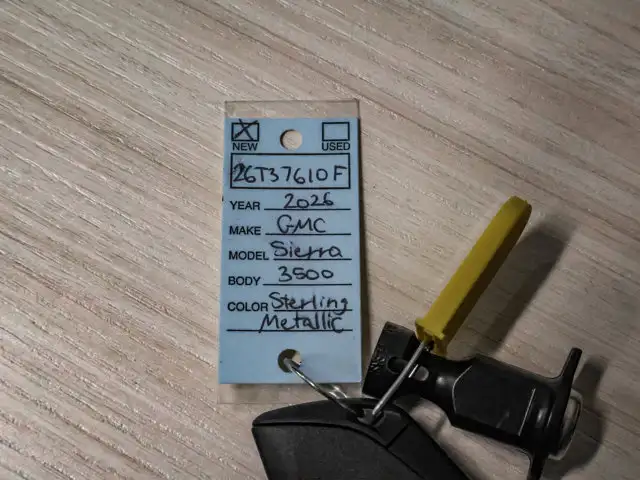 NEW USED
26T37610F
YEAR 2026
MAKE GMC
MODEL Sierra
BODY 3500
COLOR Sterling
Metallic